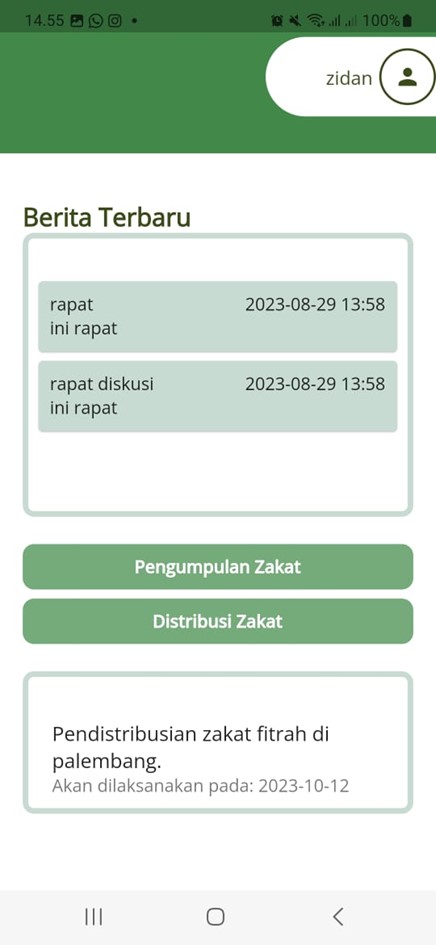 14.55 100%
zidan
Berita Terbaru
rapat 2023-08-29 13:58
ini rapat
rapat diskusi 2023-08-29 13:58
ini rapat
Pengumpulan Zakat
Distribusi Zakat
Pendistribusian zakat fitrah di
palembang.
Akan dilaksanakan pada: 2023-10-12